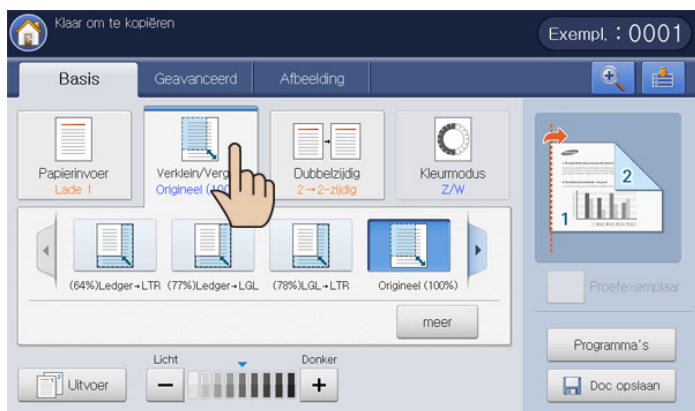 Klaar om te kopiëren
Exempl. : 0001
Basis
Geavanceerd
Afbeelding
Papierinvoer
Lade 1
Verklein/Verg
Origineel (100
Dubbelzijdig
2→2-zijdig
Kleurmodus
Z/W
1
2
(64%)Ledger→LTR
(77%)Ledger→LGL
(78%)LGL→LTR
Origineel (100%)
meer
Proefexemplaar
Licht
Donker
Uitvoer
Programma's
Doc opslaan